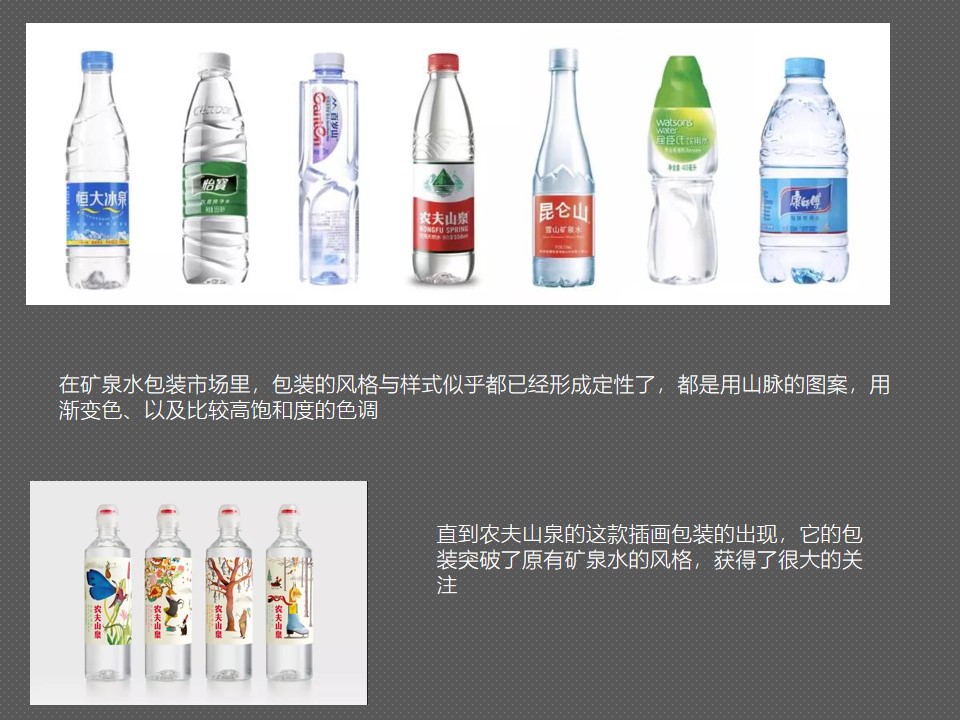 恒大冰泉
怡寶
Ganten
农夫山泉
NONGFU SPRING
昆仑山
雪山矿泉水
watsons
water
屈臣氏
康师傅
在矿泉水包装市场里，包装的风格与样式似乎都已经形成定性了，都是用山脉的图案，用
渐变色、以及比较高饱和度的色调
直到农夫山泉的这款插画包装的出现，它的包
装突破了原有矿泉水的风格，获得了很大的关
注
农夫山泉
农夫山泉
农夫山泉
农夫山泉